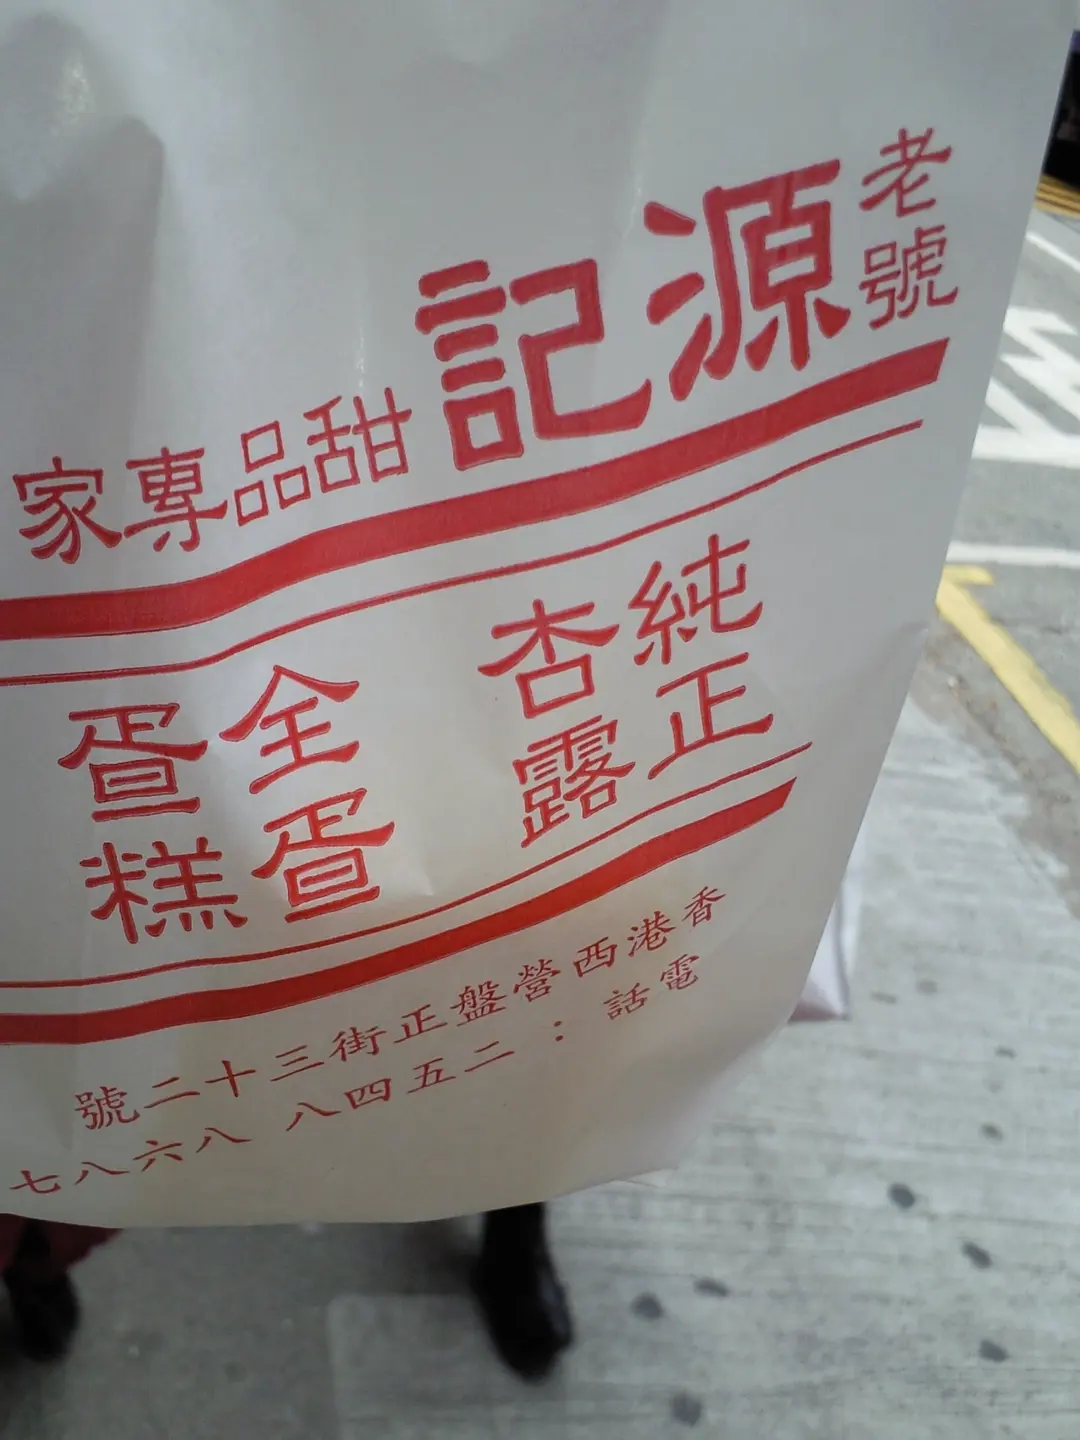 老號
源記
甜品專家
純正
杏露
全疍
疍糕
香港西營盤正街三十二號
電話：二五四八 八六八七